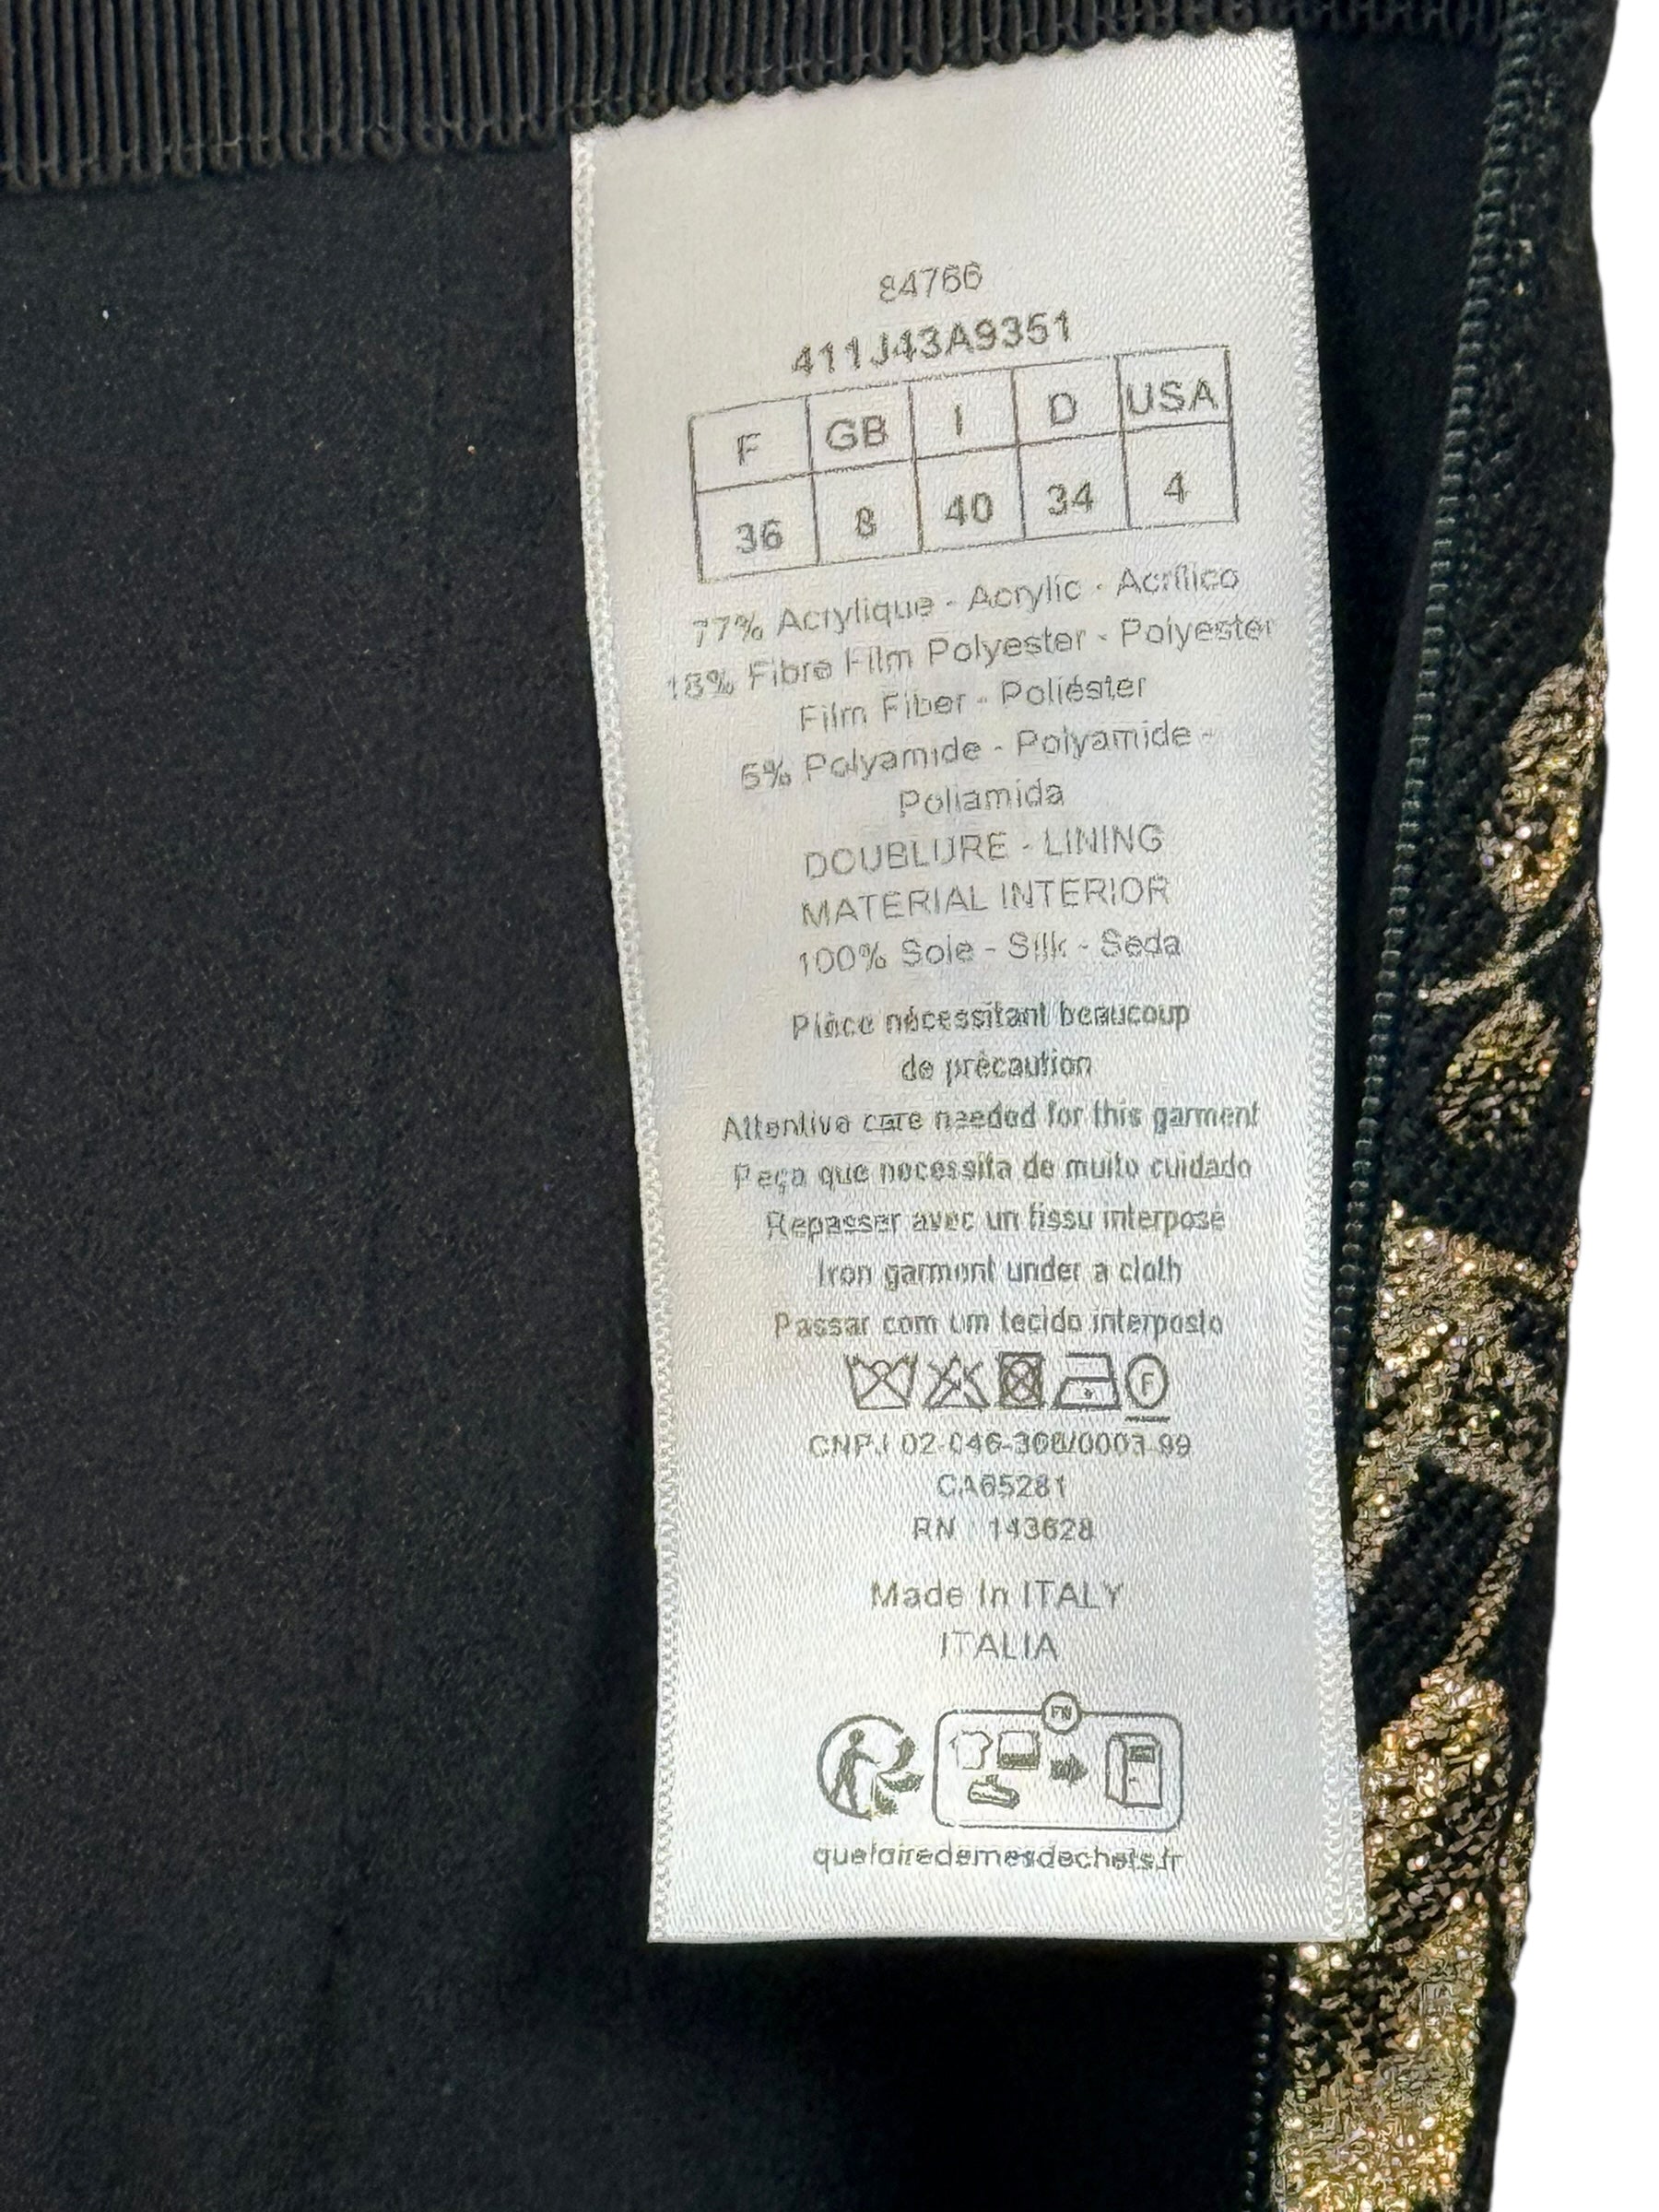 84766
411J43A9351
F GB I D USA
36 8 40 34 4
77% Acrylique - Acrylic - Acrílico
18% Fibre Film Polyester - Polyester
Film Fiber - Poliéster
5% Polyamide - Polyamide -
Poliamida
DOUBLURE - LINING
MATERIAL INTERIOR
100% Soie - Silk - Seda
Pièce nécessitant beaucoup
de précaution
Attentive care needed for this garment
Peça que necessita de muito cuidado
Repasser avec un tissu interposé
Iron garment under a cloth
Passar com um tecido interposto
F
CNPJ 02-046-368/0003-99
CA65281
RN : 143628
Made in ITALY
ITALIA
FR
quefairedemesdechets.fr